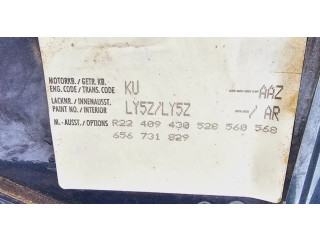 MOTORKB. / GETR. KB. KU -- -- AAZ
ENG. CODE / TRANS. CODE
LACKNR. / INNENAUSST. LY5Z/LY5Z
PAINT NO. / INTERIOR -- -- -- / AR
M.-AUSST. / OPTIONS R22 409 430 528 560 568
656 731 829